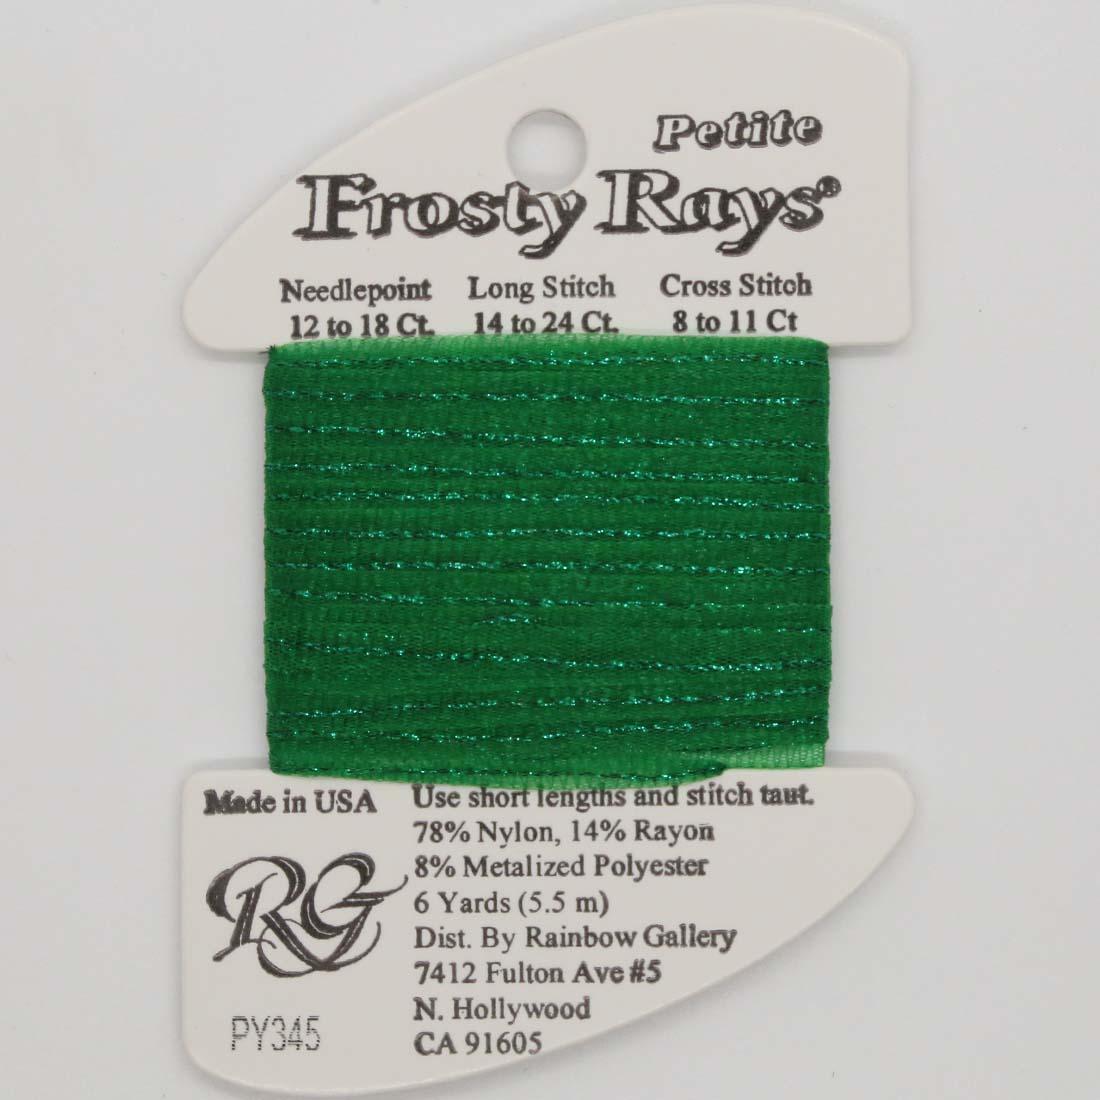 Petite
Frosty Rays®
Needlepoint Long Stitch Cross Stitch
12 to 18 Ct. 14 to 24 Ct. 8 to 11 Ct
Made in USA
Use short lengths and stitch taut.
78% Nylon, 14% Rayon
8% Metalized Polyester
6 Yards (5.5 m)
Dist. By Rainbow Gallery
7412 Fulton Ave #5
N. Hollywood
CA 91605
RG
PY345